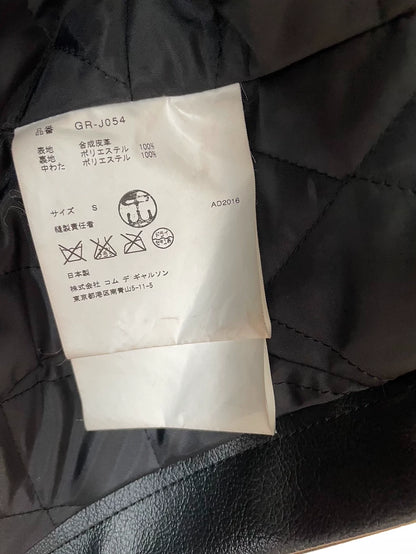 品番 GR-J054
表地 合成皮革
裏地 ポリエステル 100%
中わた ポリエステル 100%
サイズ S
AD2016
縫製責任者
日本製
株式会社 コム デ ギャルソン
東京都港区南青山5-11-5